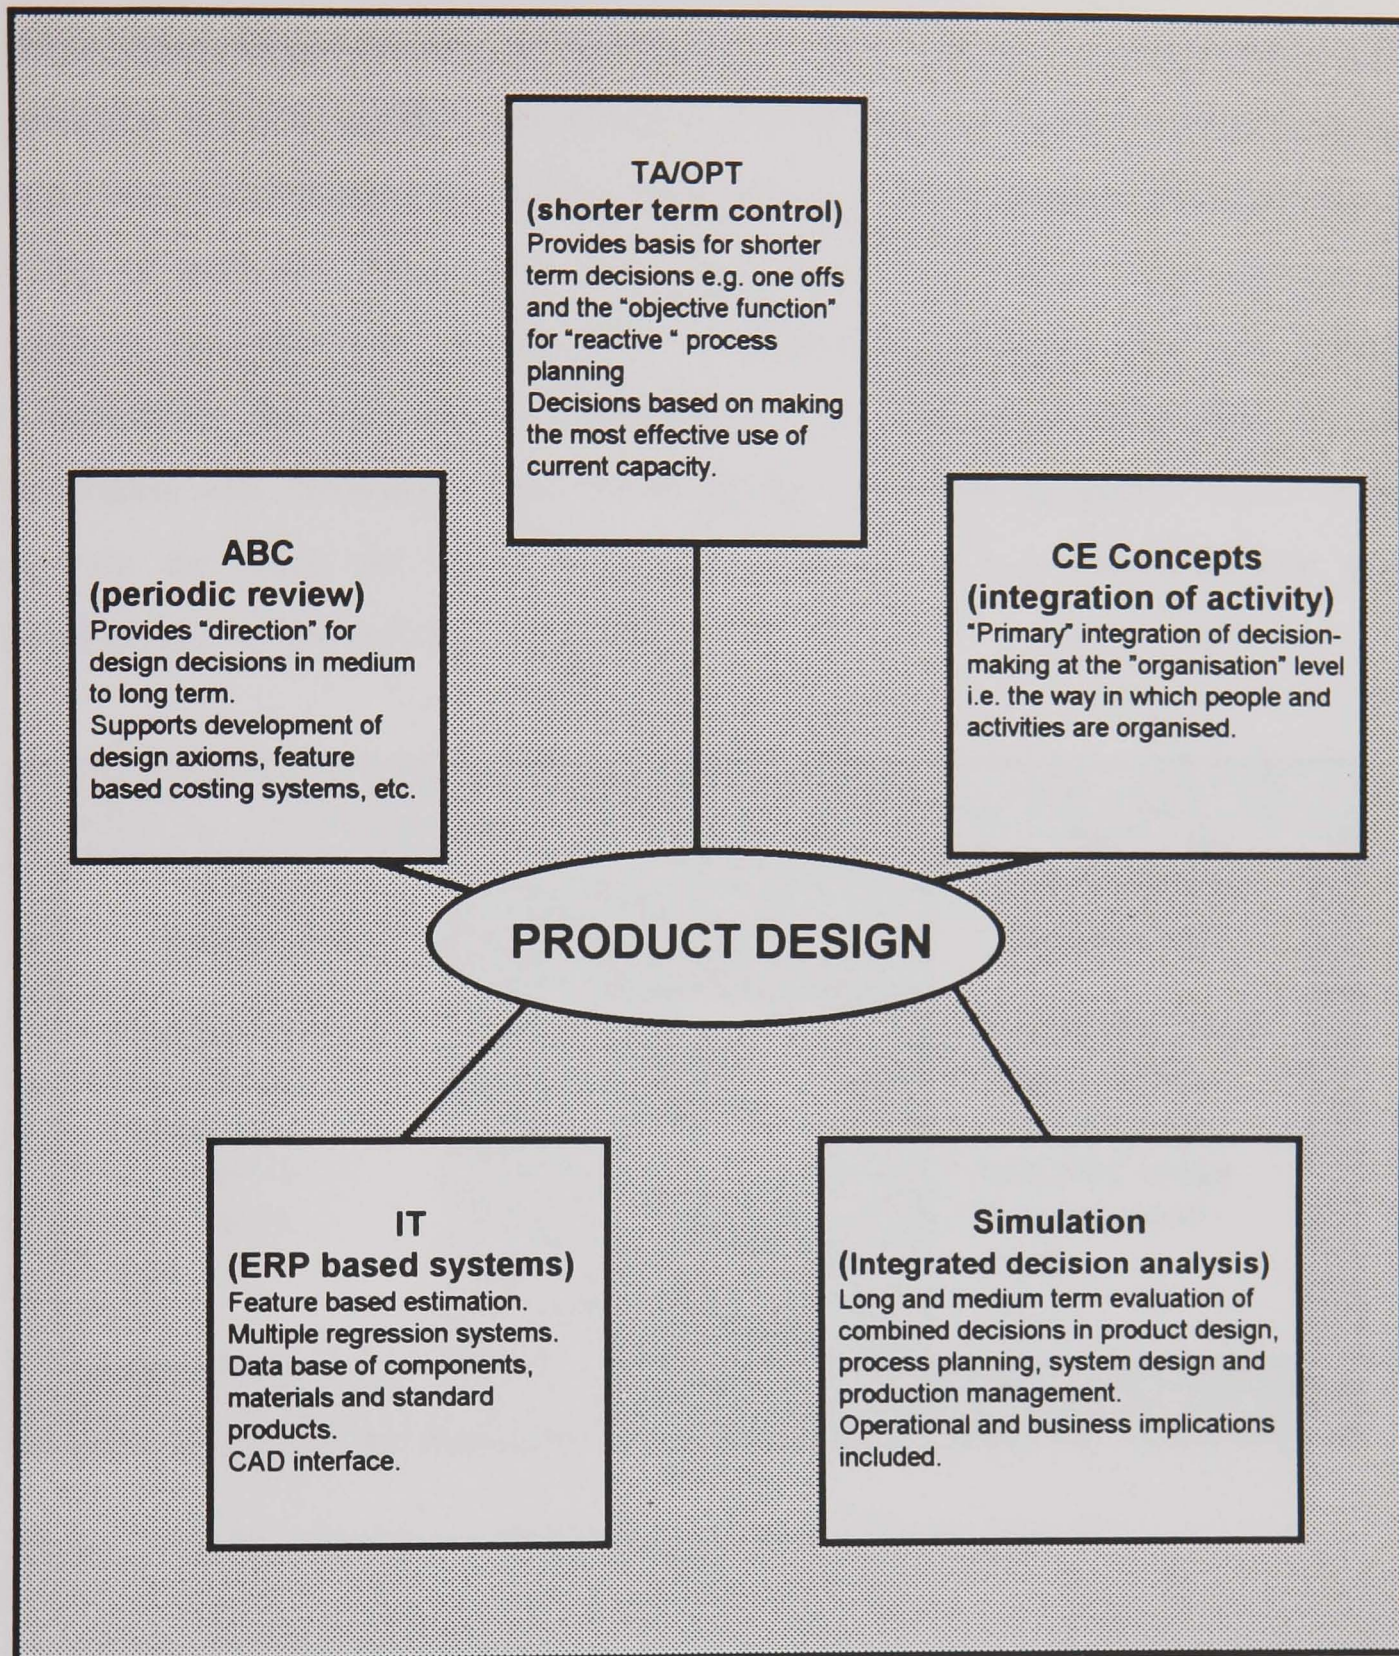 TA/OPT
(shorter term control)
Provides basis for shorter
term decisions e.g. one offs
and the "objective function"
for "reactive " process
planning
Decisions based on making
the most effective use of
current capacity.
ABC
(periodic review)
Provides "direction" for
design decisions in medium
to long term.
Supports development of
design axioms, feature
based costing systems, etc.
CE Concepts
(integration of activity)
"Primary" integration of decision-
making at the "organisation" level
i.e. the way in which people and
activities are organised.
PRODUCT DESIGN
IT
(ERP based systems)
Feature based estimation.
Multiple regression systems.
Data base of components,
materials and standard
products.
CAD interface.
Simulation
(Integrated decision analysis)
Long and medium term evaluation of
combined decisions in product design,
process planning, system design and
production management.
Operational and business implications
included.